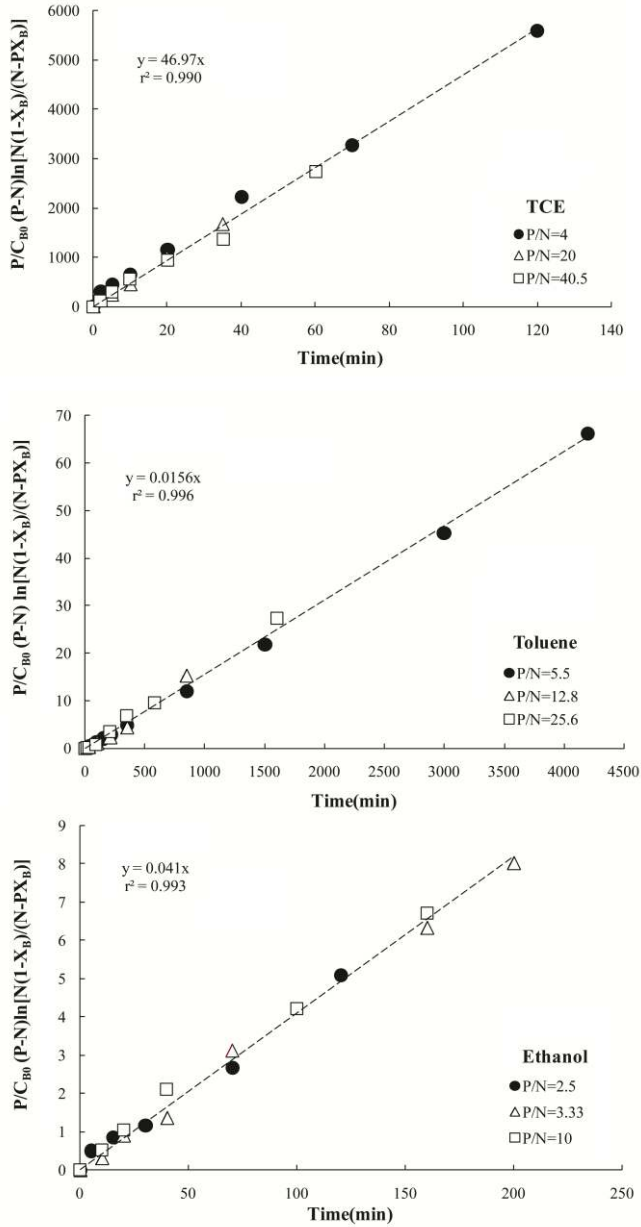 P/C_B0 (P-N)ln[N(1-X_B)/(N-PX_B)]
6000
5000
4000
3000
2000
1000
0
y = 46.97x
r² = 0.990
TCE
P/N=4
P/N=20
P/N=40.5
0 20 40 60 80 100 120 140
Time(min)
P/C_B0 (P-N) ln[N(1-X_B)/(N-PX_B)]
70
60
50
40
30
20
10
0
y = 0.0156x
r² = 0.996
Toluene
P/N=5.5
P/N=12.8
P/N=25.6
0 500 1000 1500 2000 2500 3000 3500 4000 4500
Time(min)
P/C_B0 (P-N)ln[N(1-X_B)/(N-PX_B)]
9
8
7
6
5
4
3
2
1
0
y = 0.041x
r² = 0.993
Ethanol
P/N=2.5
P/N=3.33
P/N=10
0 50 100 150 200 250
Time(min)